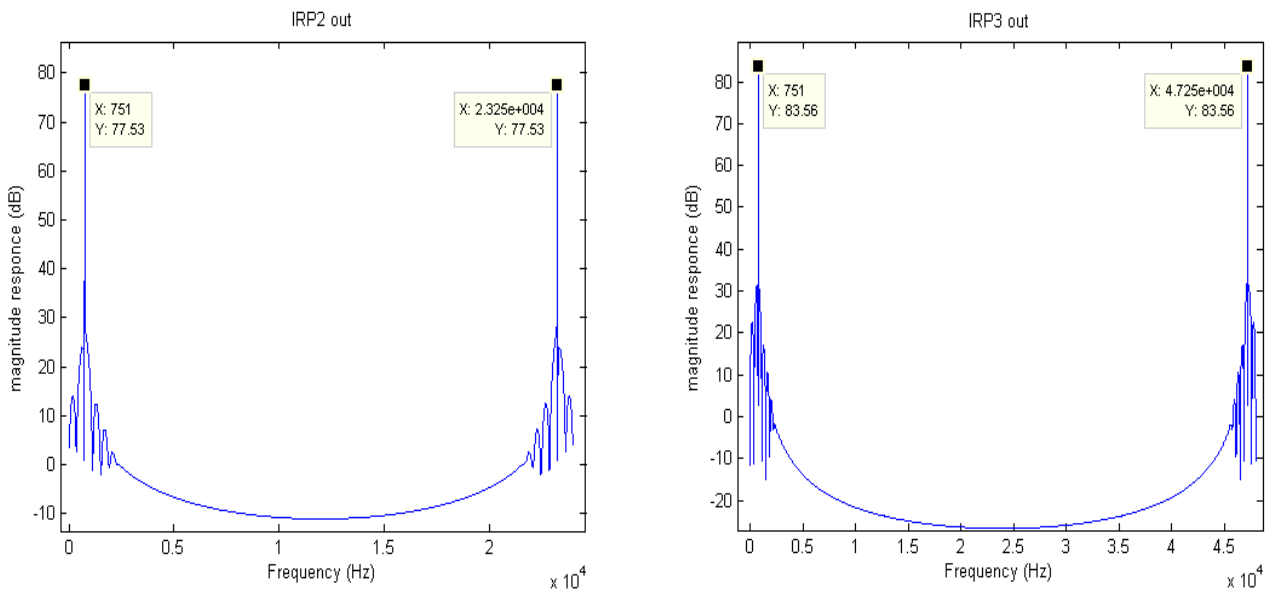 IRP2 out
magnitude responce (dB)
80
70
60
50
40
30
20
10
0
-10
X: 751
Y: 77.53
X: 2.325e+004
Y: 77.53
0
0.5
1
1.5
2
Frequency (Hz)
x 10^4
IRP3 out
magnitude responce (dB)
80
70
60
50
40
30
20
10
0
-10
-20
X: 751
Y: 83.56
X: 4.725e+004
Y: 83.56
0
0.5
1
1.5
2
2.5
3
3.5
4
4.5
Frequency (Hz)
x 10^4